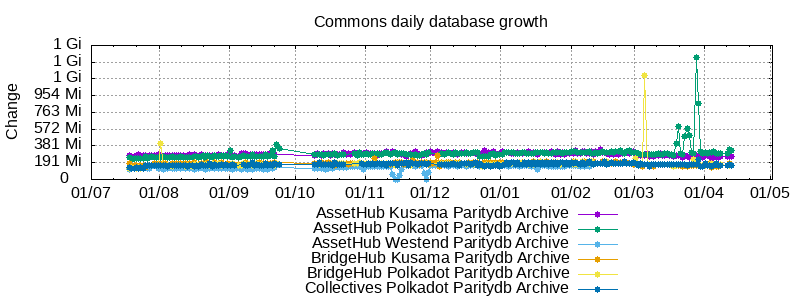 Commons daily database growth
Change
1 Gi
1 Gi
1 Gi
954 Mi
763 Mi
572 Mi
381 Mi
191 Mi
0
01/07 01/08 01/09 01/10 01/11 01/12 01/01 01/02 01/03 01/04 01/05
AssetHub Kusama Paritydb Archive
AssetHub Polkadot Paritydb Archive
AssetHub Westend Paritydb Archive
BridgeHub Kusama Paritydb Archive
BridgeHub Polkadot Paritydb Archive
Collectives Polkadot Paritydb Archive